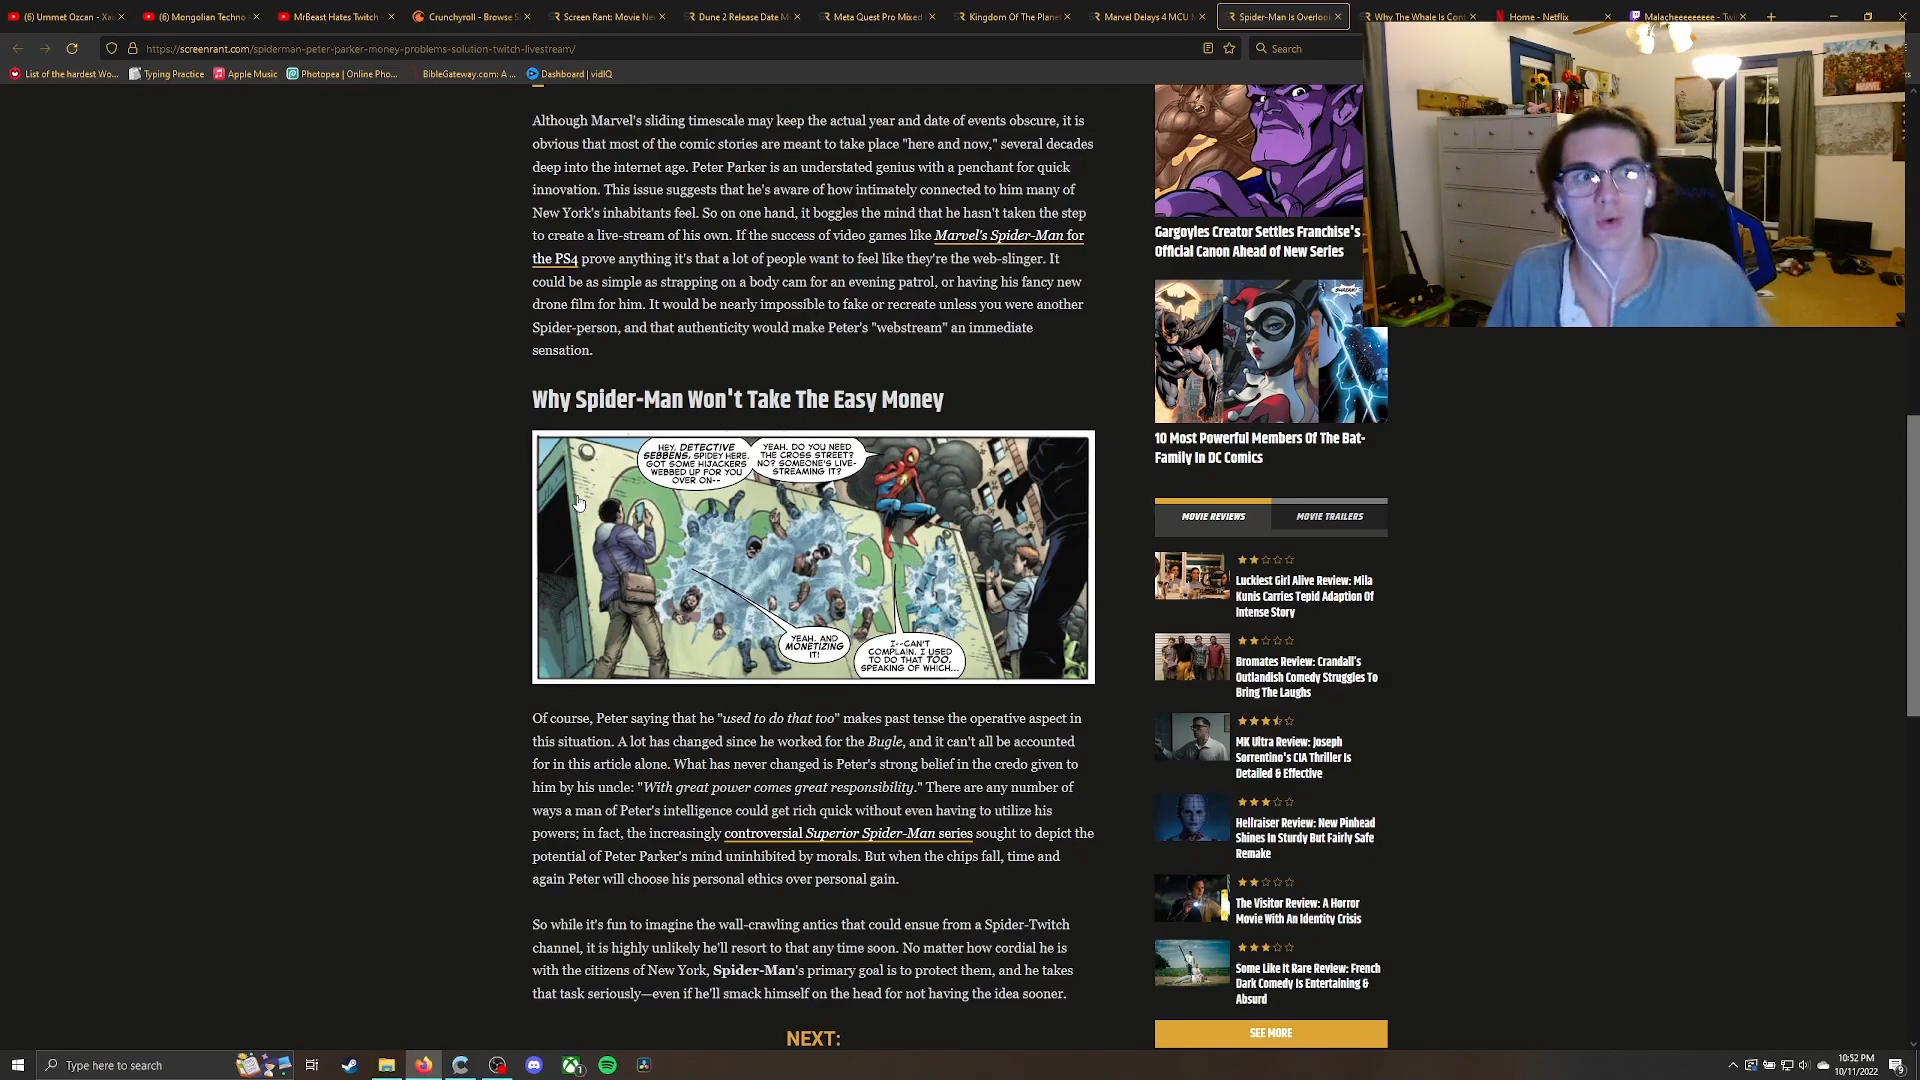 (6) Ummet Ozcan - Xa
(6) Mongolian Techno
MrBeast Hates Twitch -
Crunchyroll - Browse S
Screen Rant: Movie Ne
Dune 2 Release Date M
Meta Quest Pro Mixed
Kingdom Of The Plane
Marvel Delays 4 MCU M
Spider-Man Is Overloo
Why The Whale Is Cont
Home - Netflix
Malacheeeeeeeee - Twi
https://screenrant.com/spiderman-peter-parker-money-problems-solution-twitch-livestream/
Search
List of the hardest Wo...
Typing Practice
Apple Music
Photopea | Online Pho...
BibleGateway.com: A ...
Dashboard | vidIQ
Although Marvel's sliding timescale may keep the actual year and date of events obscure, it is
obvious that most of the comic stories are meant to take place "here and now," several decades
deep into the internet age. Peter Parker is an understated genius with a penchant for quick
innovation. This issue suggests that he's aware of how intimately connected to him many of
New York's inhabitants feel. So on one hand, it boggles the mind that he hasn't taken the step
to create a live-stream of his own. If the success of video games like Marvel's Spider-Man for
the PS4 prove anything it's that a lot of people want to feel like they're the web-slinger. It
could be as simple as strapping on a body cam for an evening patrol, or having his fancy new
drone film for him. It would be nearly impossible to fake or recreate unless you were another
Spider-person, and that authenticity would make Peter's "webstream" an immediate
sensation.
Why Spider-Man Won't Take The Easy Money
HEY, DETECTIVE
SEBBENS, SPIDEY HERE.
GOT SOME HIJACKERS
WEBBED UP FOR YOU
OVER ON--
YEAH. DO YOU NEED
THE CROSS STREET?
NO? SOMEONE'S LIVE-
STREAMING IT?
YEAH. AND
MONETIZING
IT!
I--CAN'T
COMPLAIN. I USED
TO DO THAT TOO.
SPEAKING OF WHICH...
Of course, Peter saying that he "used to do that too" makes past tense the operative aspect in
this situation. A lot has changed since he worked for the Bugle, and it can't all be accounted
for in this article alone. What has never changed is Peter's strong belief in the credo given to
him by his uncle: "With great power comes great responsibility." There are any number of
ways a man of Peter's intelligence could get rich quick without even having to utilize his
powers; in fact, the increasingly controversial Superior Spider-Man series sought to depict the
potential of Peter Parker's mind uninhibited by morals. But when the chips fall, time and
again Peter will choose his personal ethics over personal gain.
So while it's fun to imagine the wall-crawling antics that could ensue from a Spider-Twitch
channel, it is highly unlikely he'll resort to that any time soon. No matter how cordial he is
with the citizens of New York, Spider-Man's primary goal is to protect them, and he takes
that task seriously—even if he'll smack himself on the head for not having the idea sooner.
NEXT:
Gargoyles Creator Settles Franchise's
Official Canon Ahead of New Series
SHAZAM!
10 Most Powerful Members Of The Bat-
Family In DC Comics
MOVIE REVIEWS
MOVIE TRAILERS
Luckiest Girl Alive Review: Mila
Kunis Carries Tepid Adaption Of
Intense Story
Bromates Review: Crandall's
Outlandish Comedy Struggles To
Bring The Laughs
MK Ultra Review: Joseph
Sorrentino's CIA Thriller Is
Detailed & Effective
Hellraiser Review: New Pinhead
Shines In Sturdy But Fairly Safe
Remake
The Visitor Review: A Horror
Movie With An Identity Crisis
Some Like It Rare Review: French
Dark Comedy Is Entertaining &
Absurd
SEE MORE
MARVEL
Type here to search
10:52 PM
10/11/2022